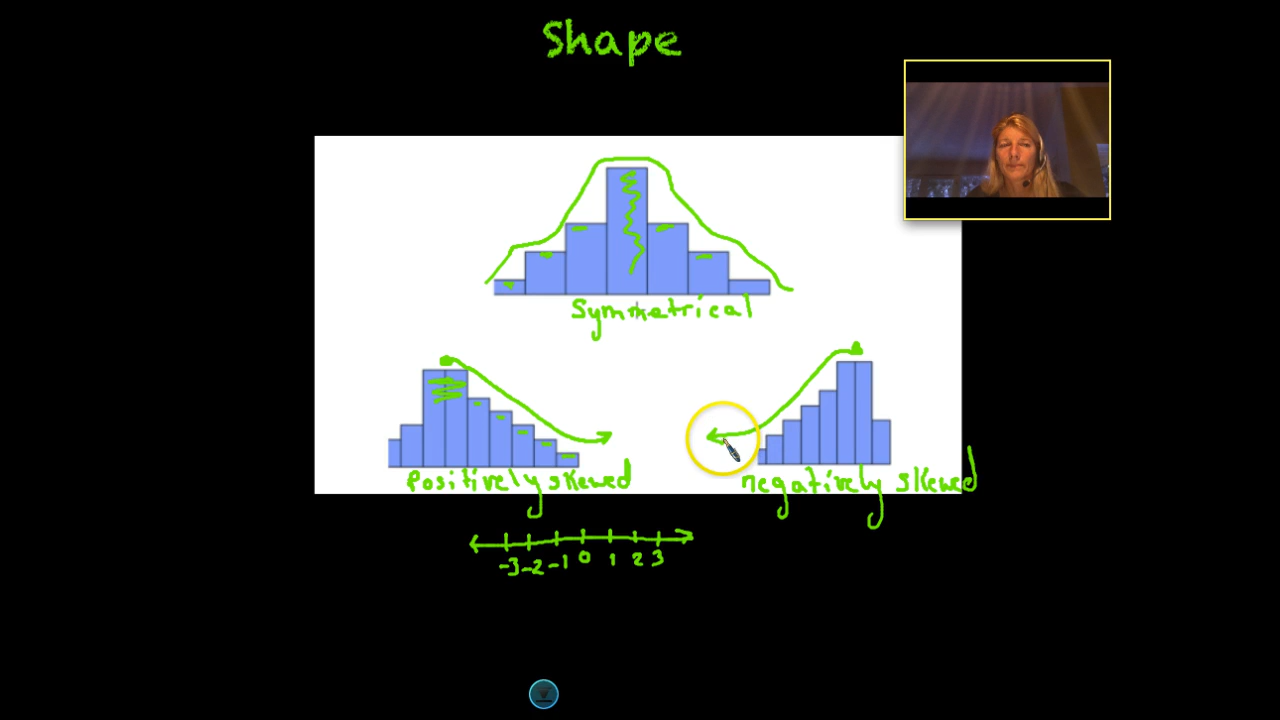 Shape
Symmetrical
Positively skewed
negatively skewed
-3 -2 -1 0 1 2 3